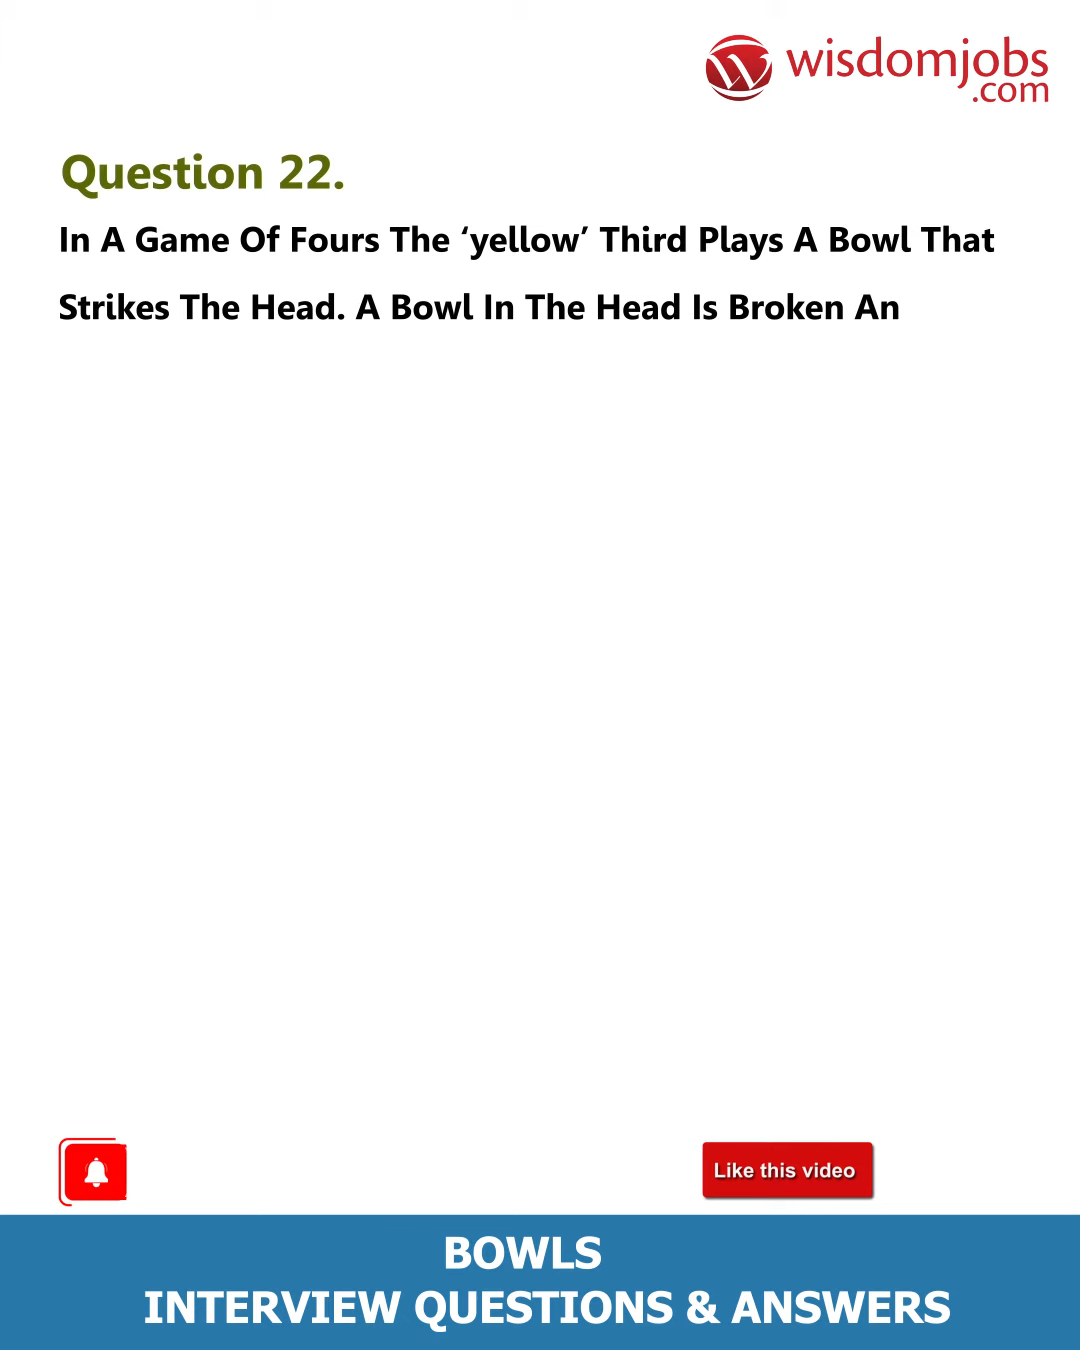 wisdomjobs
.com
Question 22.
In A Game Of Fours The ‘yellow’ Third Plays A Bowl That
Strikes The Head. A Bowl In The Head Is Broken An
Like this video
BOWLS
INTERVIEW QUESTIONS & ANSWERS